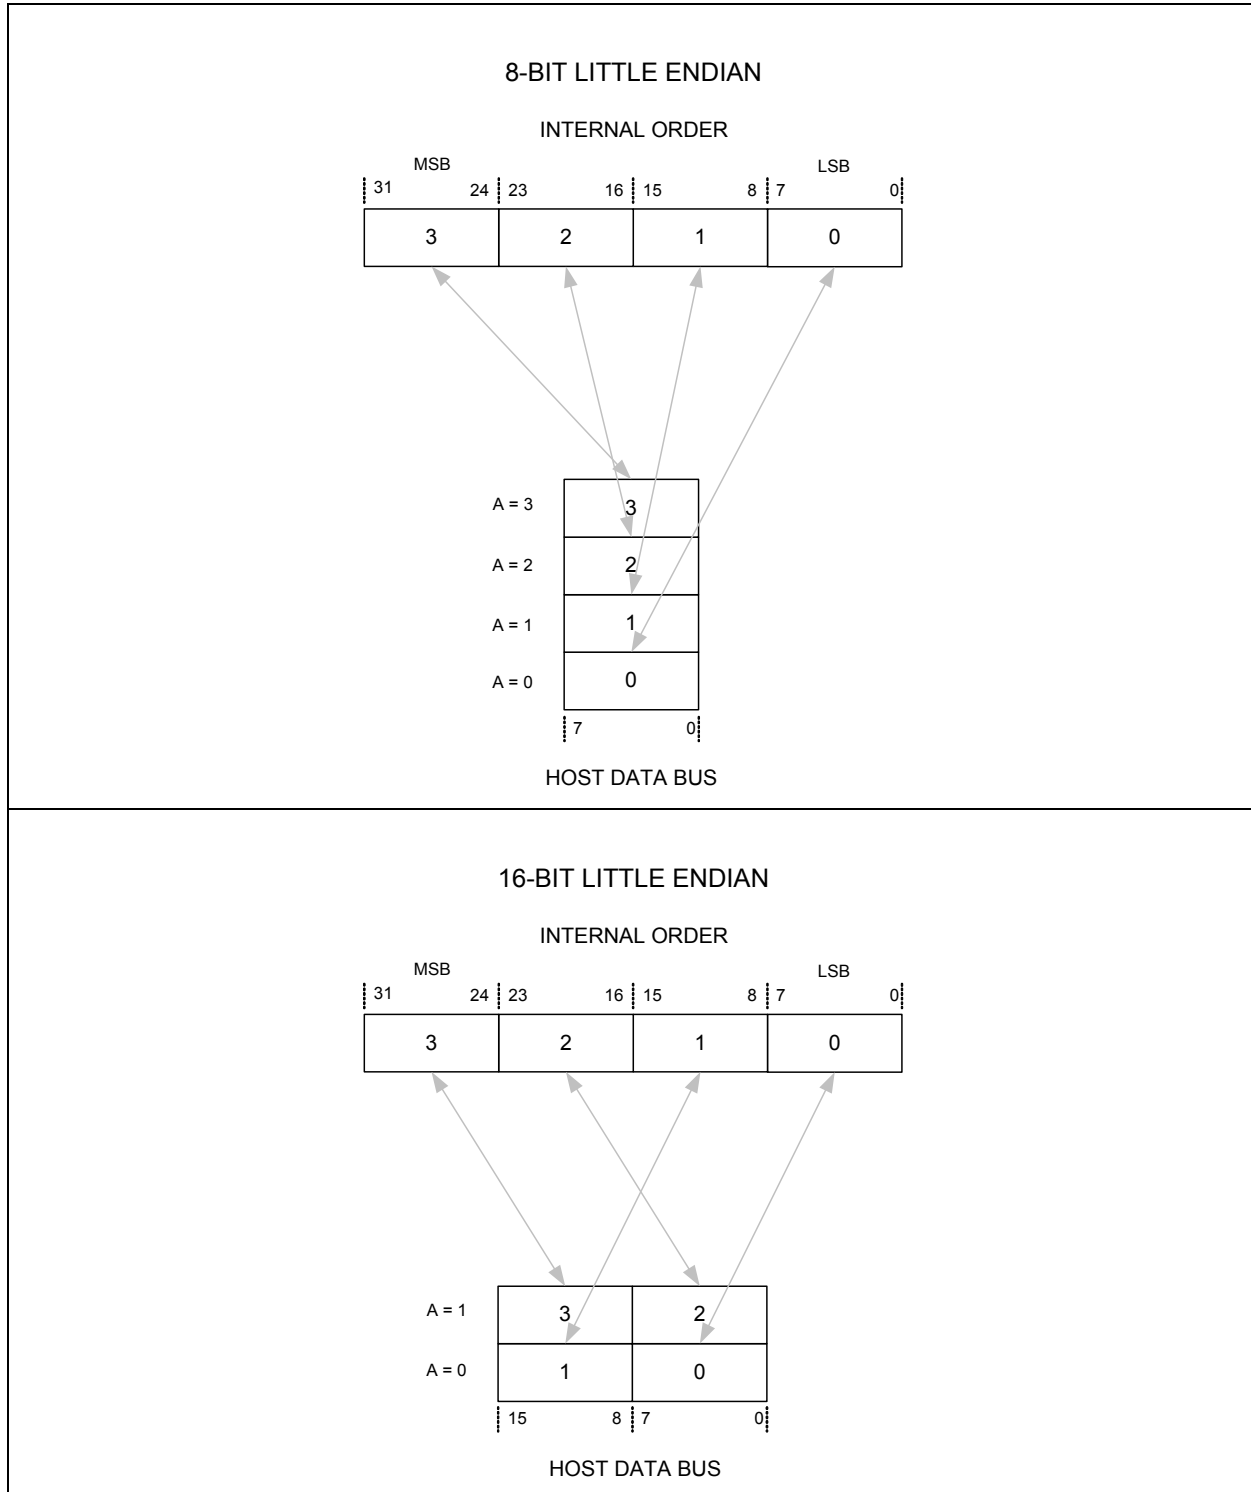 8-BIT LITTLE ENDIAN
INTERNAL ORDER
MSB LSB
31 24 23 16 15 8 7 0
3 2 1 0
A = 3 3
A = 2 2
A = 1 1
A = 0 0
7 0
HOST DATA BUS
16-BIT LITTLE ENDIAN
INTERNAL ORDER
MSB LSB
31 24 23 16 15 8 7 0
3 2 1 0
A = 1 3 2
A = 0 1 0
15 8 7 0
HOST DATA BUS